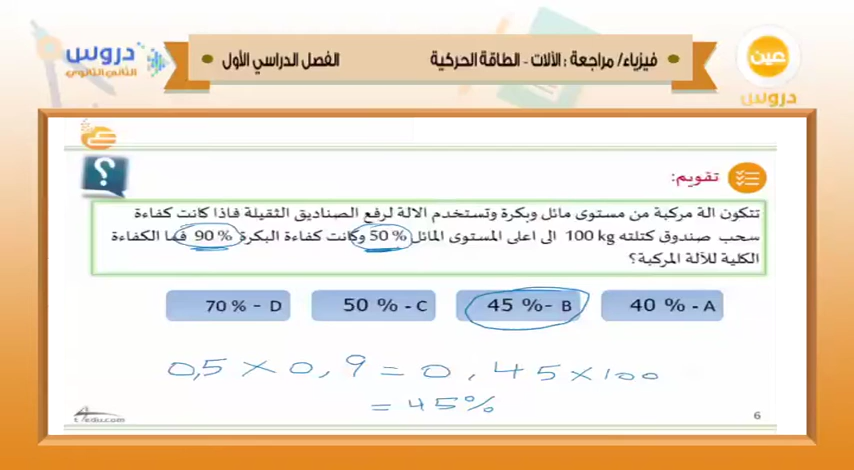 دروس
الثاني الثانوي
الفصل الدراسي الأول
فيزياء/ مراجعة : الآلات - الطاقة الحركية
عين
دروس
?
تقويم:
تتكون الة مركبة من مستوى مائل وبكرة وتستخدم الالة لرفع الصناديق الثقيلة فاذا كانت كفاءة
سحب صندوق كتلته 100 kg الى اعلى المستوى المائل 50 % وكانت كفاءة البكرة 90 % فما الكفاءة
الكلية للآلة المركبة؟
40 % - A
45 %- B
50 % - C
70 % - D
0,5 × 0,9 = 0,45×100
= 45%
t4edu.com
6